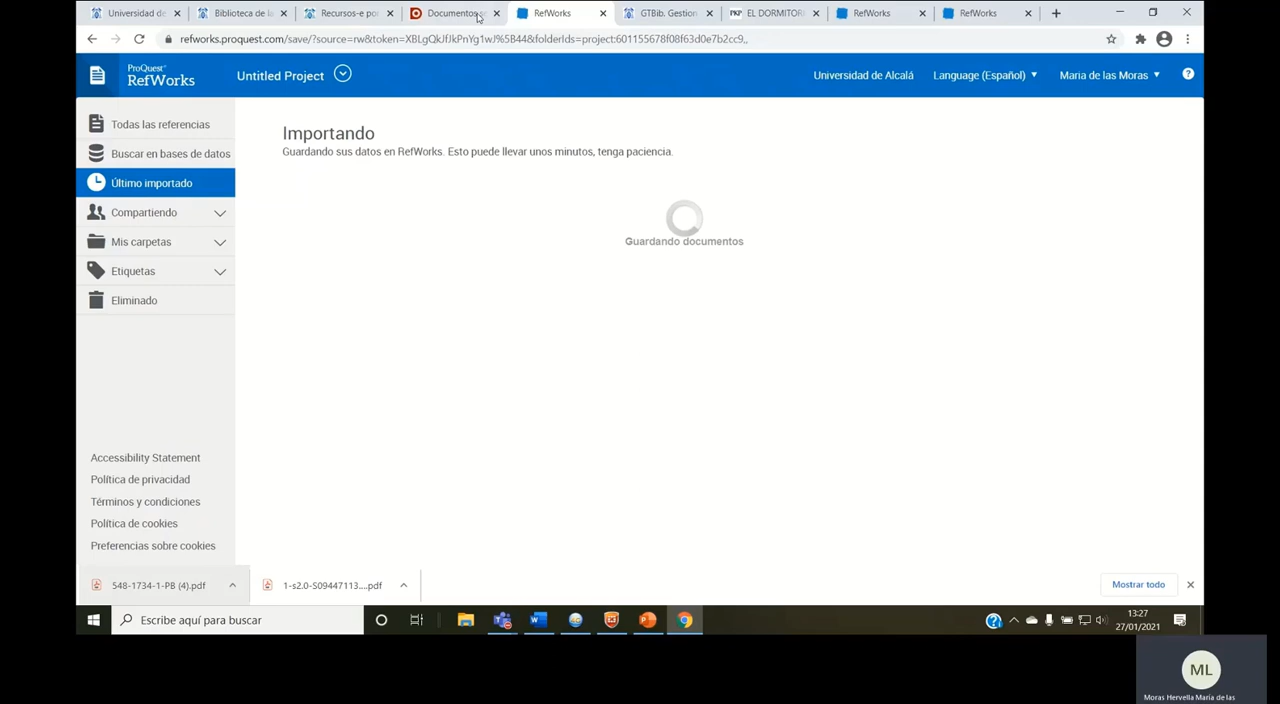 Universidad de
Biblioteca de la
Recursos-e po
Documentos
RefWorks
GTBib. Gestion
PKP
EL DORMITOR
RefWorks
RefWorks
refworks.proquest.com/save/?source=rw&token=XBLgQkJfJkPnYg1wJ%5B44&folderIds=project:601155678f08f63d0e7b2cc9,,
ProQuest
RefWorks
Untitled Project
Universidad de Alcalá
Language (Español)
Maria de las Moras
?
Todas las referencias
Buscar en bases de datos
Último importado
Compartiendo
Mis carpetas
Etiquetas
Eliminado
Importando
Guardando sus datos en RefWorks. Esto puede llevar unos minutos, tenga paciencia.
Guardando documentos
Accessibility Statement
Política de privacidad
Términos y condiciones
Política de cookies
Preferencias sobre cookies
548-1734-1-PB (4).pdf
1-s2.0-S09447113....pdf
Mostrar todo
Escribe aquí para buscar
13:27
27/01/2021
ML
Moras Hervella Maria de las